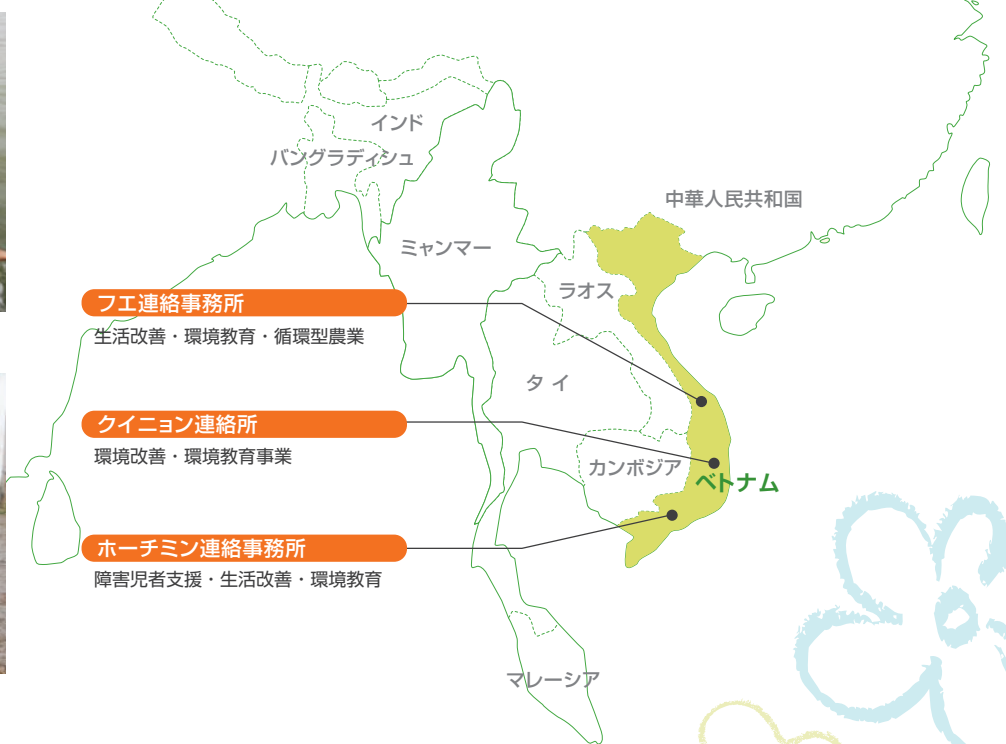 インド
バングラディシュ
中華人民共和国
ミャンマー
ラオス
フエ連絡事務所
生活改善・環境教育・循環型農業
タイ
クイニョン連絡所
環境改善・環境教育事業
カンボジア
ベトナム
ホーチミン連絡事務所
障害児者支援・生活改善・環境教育
マレーシア